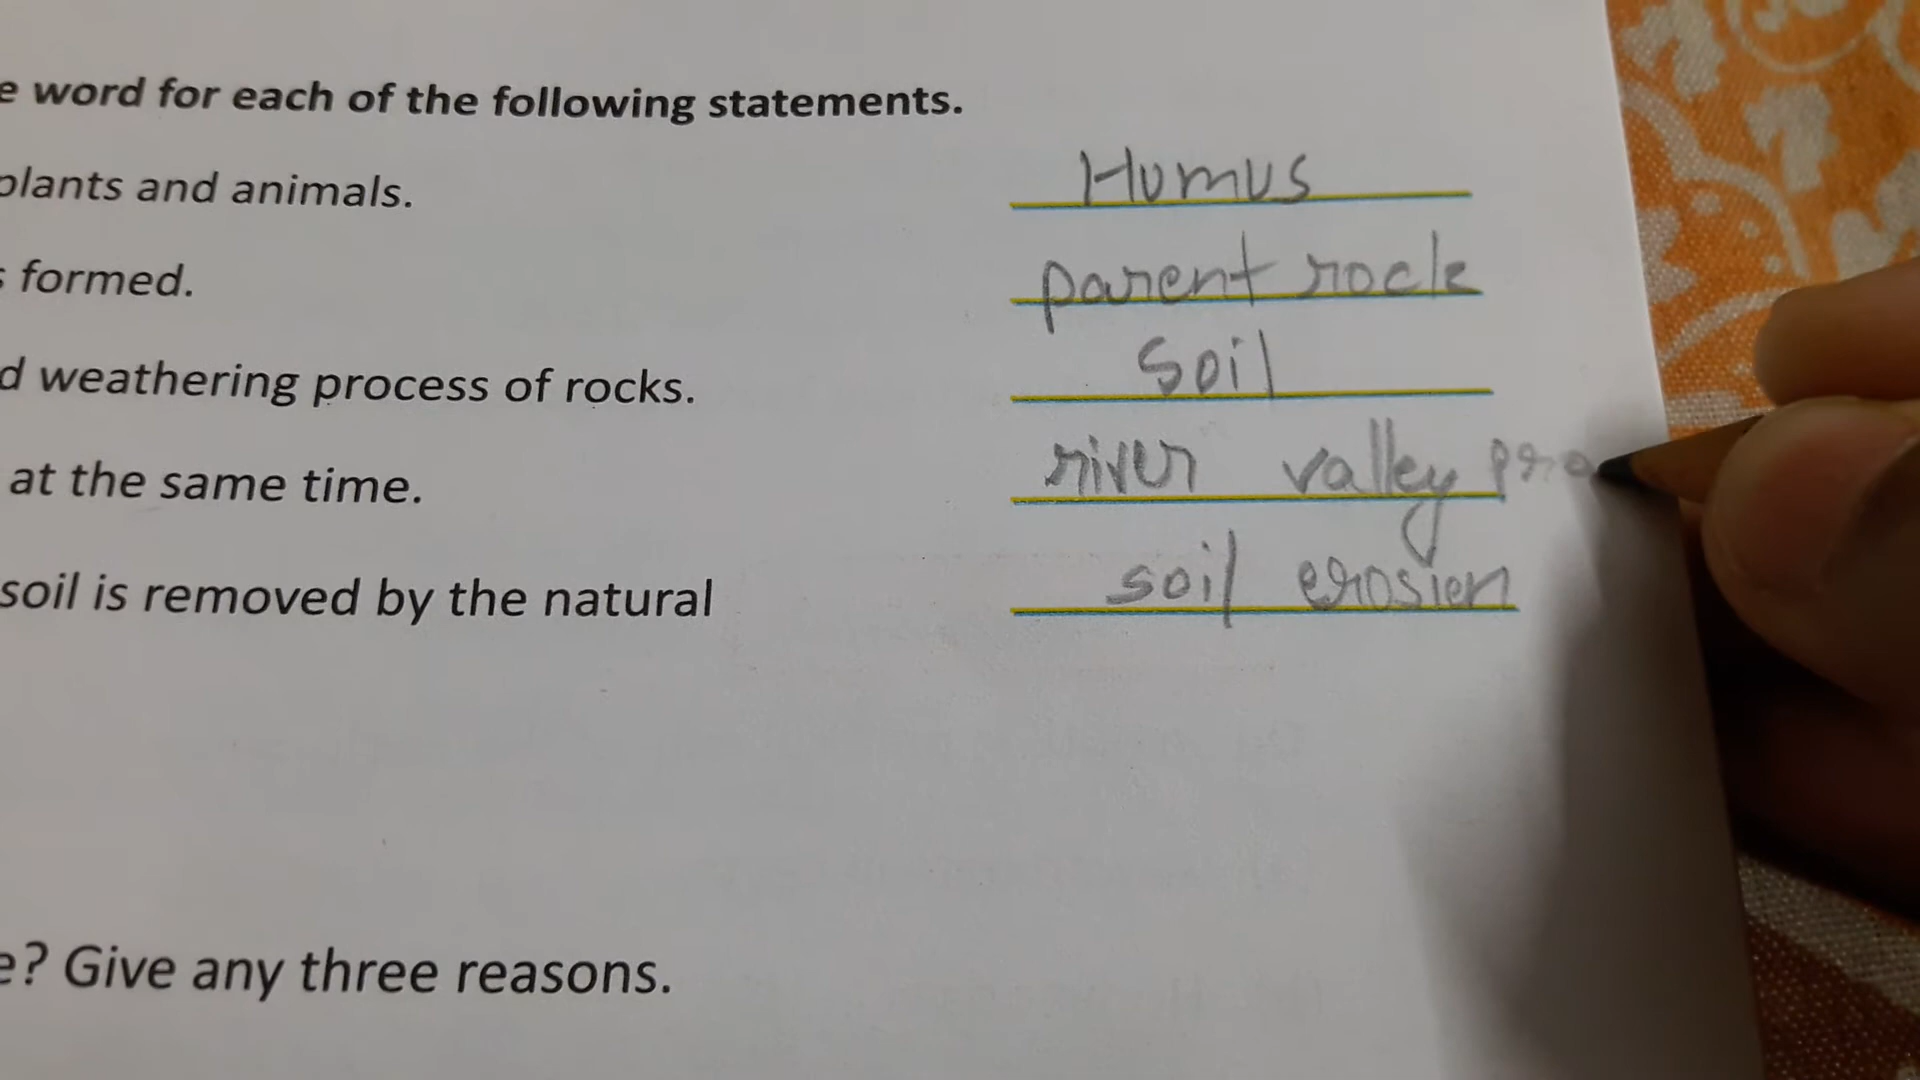 word for each of the following statements.
plants and animals. Humus
formed. parent rock
weathering process of rocks. Soil
at the same time. river valley
soil is removed by the natural soil erosion
Give any three reasons.